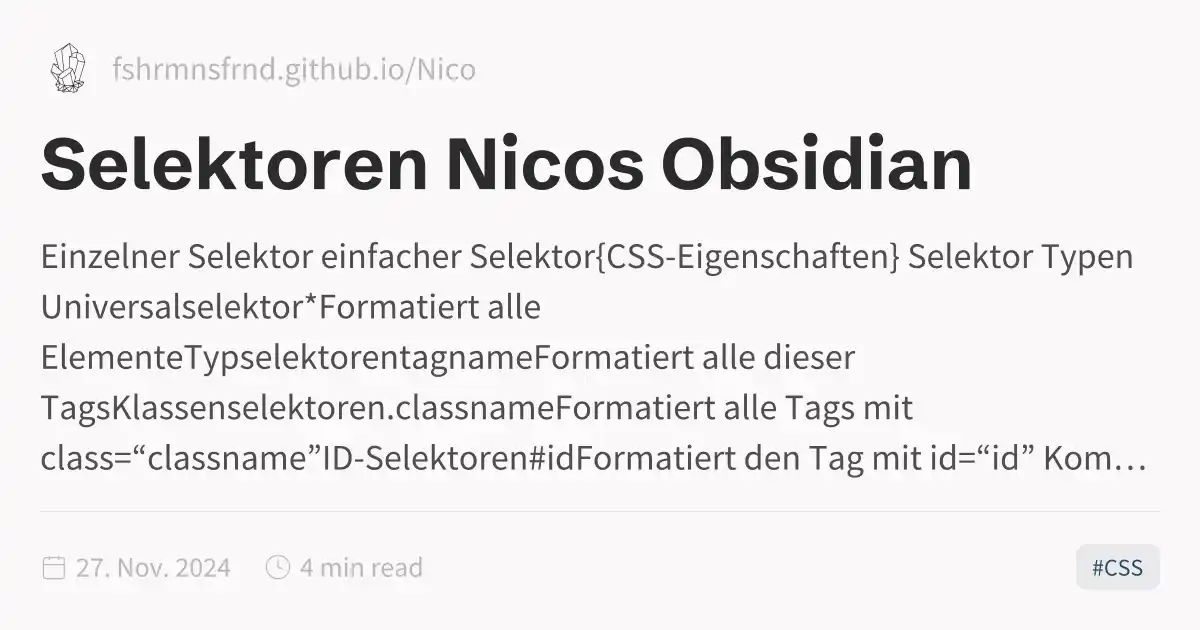 fshrmnsfrnd.github.io/Nico
Selektoren Nicos Obsidian
Einzelner Selektor einfacher Selektor{CSS-Eigenschaften} Selektor Typen
Universalselektor*Formatiert alle
ElementeTypselektorentagnameFormatiert alle dieser
TagsKlassenselektoren.classnameFormatiert alle Tags mit
class=“classname”ID-Selektoren#idFormatiert den Tag mit id=“id” Kom…
27. Nov. 2024
4 min read
#CSS